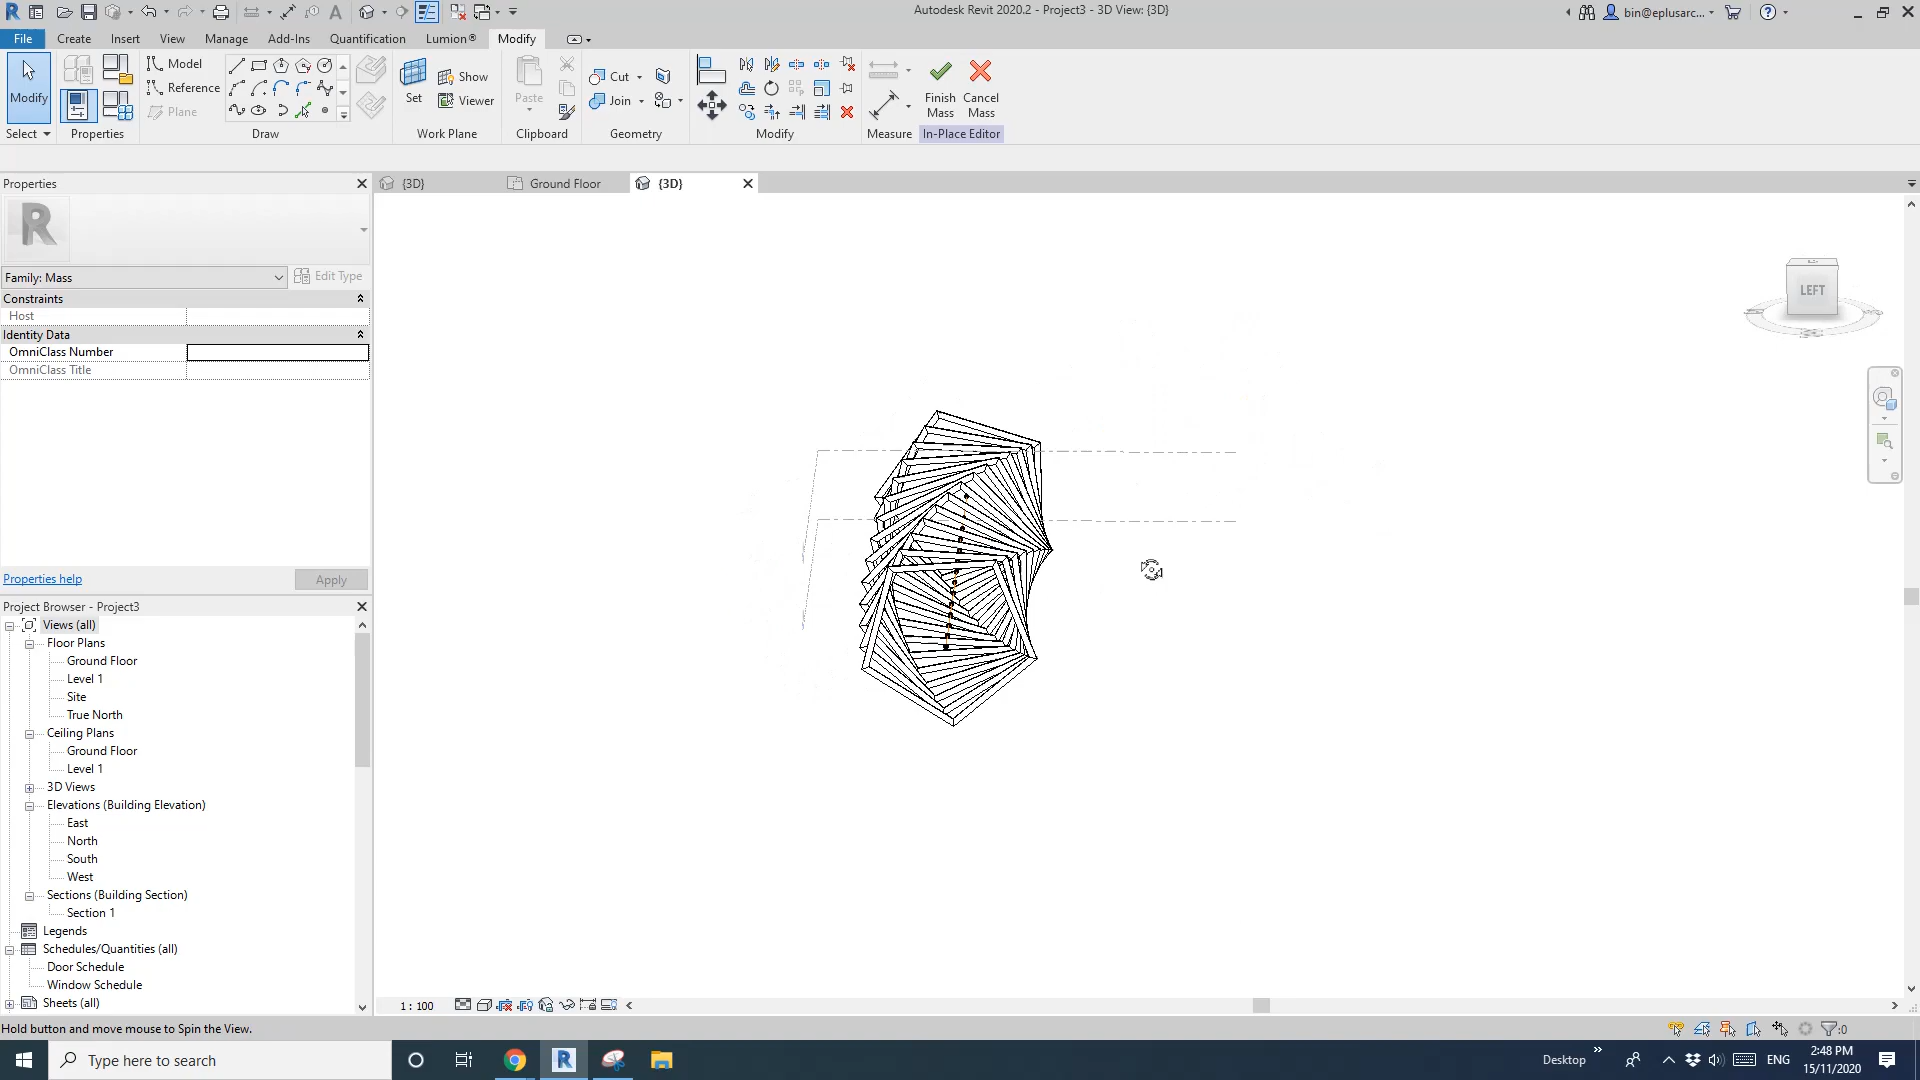 Autodesk Revit 2020.2 - Project3 - 3D View: {3D}
bin@eplusarc...
File
Create
Insert
View
Manage
Add-Ins
Quantification
Lumion®
Modify
Modify
Select
Properties
Model
Reference
Plane
Draw
Set
Show
Viewer
Work Plane
Paste
Clipboard
Cut
Join
Geometry
Modify
Measure
Finish Mass
Cancel Mass
In-Place Editor
Properties
{3D}
Ground Floor
{3D}
Family: Mass
Edit Type
Constraints
Host
Identity Data
OmniClass Number
OmniClass Title
Properties help
Apply
LEFT
Project Browser - Project3
Views (all)
Floor Plans
Ground Floor
Level 1
Site
True North
Ceiling Plans
Ground Floor
Level 1
3D Views
Elevations (Building Elevation)
East
North
South
West
Sections (Building Section)
Section 1
Legends
Schedules/Quantities (all)
Door Schedule
Window Schedule
Sheets (all)
1 : 100
Hold button and move mouse to Spin the View.
:0
Type here to search
Desktop
ENG
2:48 PM
15/11/2020